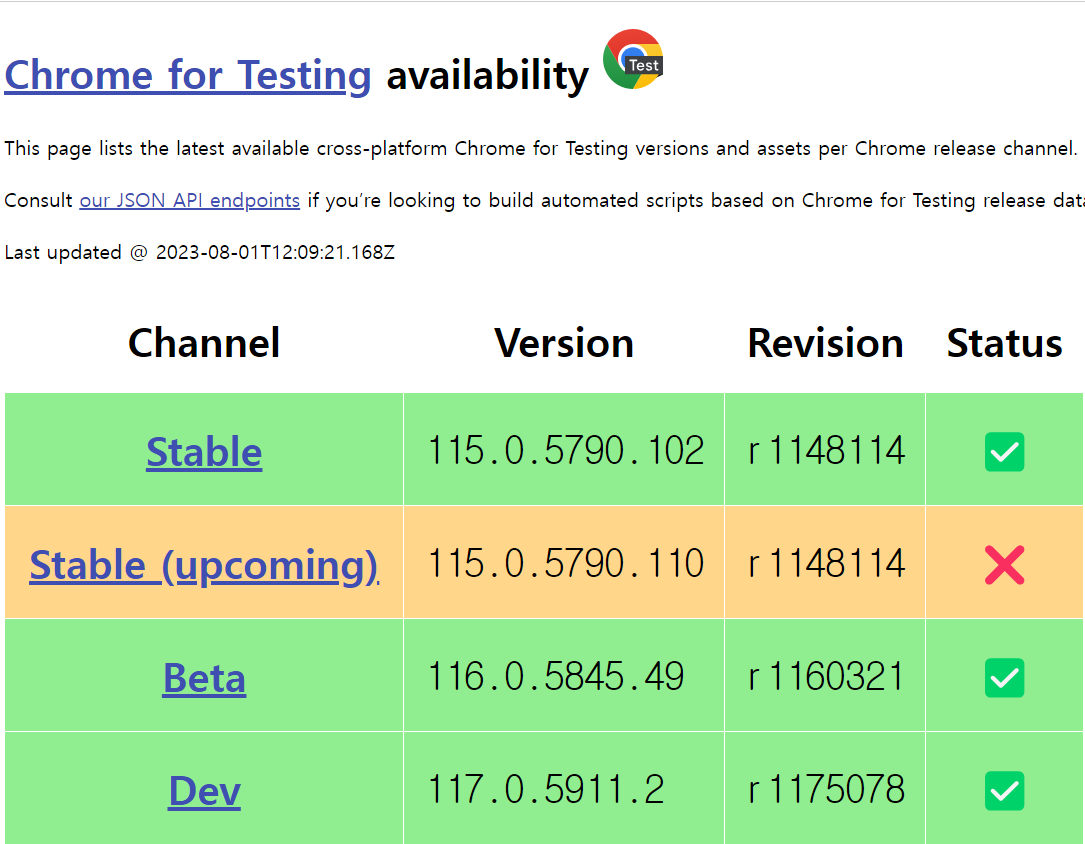 Chrome for Testing availability
Test
This page lists the latest available cross-platform Chrome for Testing versions and assets per Chrome release channel.
Consult our JSON API endpoints if you’re looking to build automated scripts based on Chrome for Testing release data
Last updated @ 2023-08-01T12:09:21.168Z
Channel Version Revision Status
Stable 115.0.5790.102 r1148114 ✅
Stable (upcoming) 115.0.5790.110 r1148114 ❌
Beta 116.0.5845.49 r1160321 ✅
Dev 117.0.5911.2 r1175078 ✅